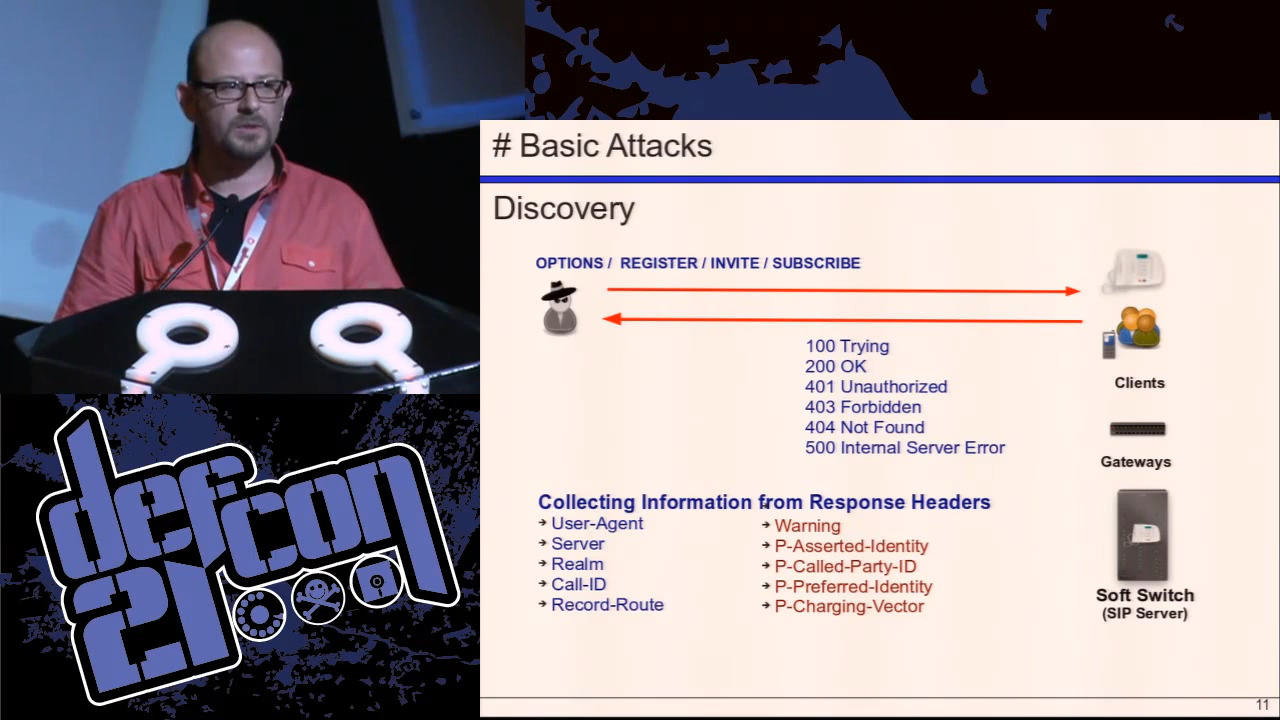 # Basic Attacks
Discovery
OPTIONS / REGISTER / INVITE / SUBSCRIBE
100 Trying
200 OK
401 Unauthorized
403 Forbidden
404 Not Found
500 Internal Server Error
Clients
Gateways
Collecting Information from Response Headers
User-Agent
Server
Realm
Call-ID
Record-Route
Warning
P-Asserted-Identity
P-Called-Party-ID
P-Preferred-Identity
P-Charging-Vector
Soft Switch
(SIP Server)
11
defcon
21